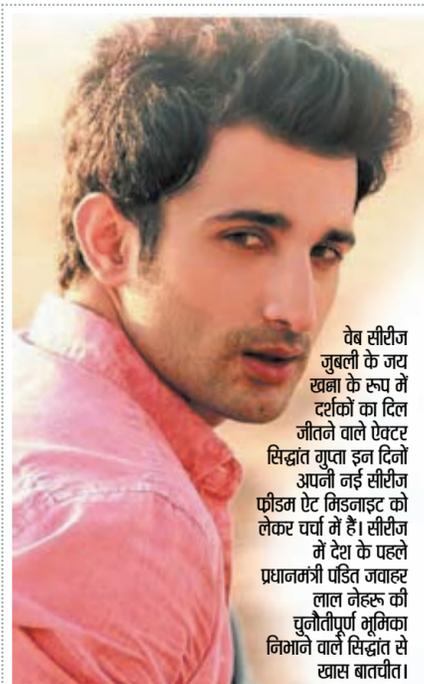 वेब सीरीज
जुबली के जय
खन्ना के रूप में
दर्शकों का दिल
जीतने वाले ऐक्टर
सिद्धांत गुप्ता इन दिनों
अपनी नई सीरीज
फ्रीडम ऐट मिडनाइट को
लेकर चर्चा में हैं। सीरीज
में देश के पहले
प्रधानमंत्री पंडित जवाहर
लाल नेहरू की
चुनौतीपूर्ण भूमिका
निभाने वाले सिद्धांत से
खास बातचीत।